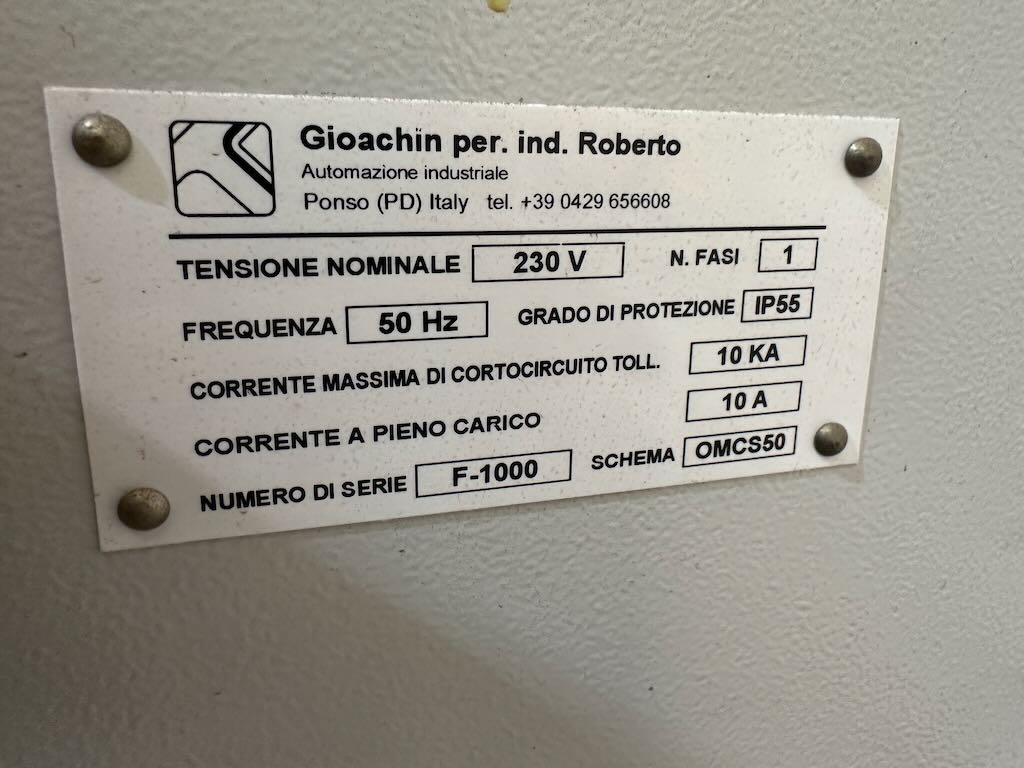 Gioachin per. ind. Roberto
Automazione industriale
Ponso (PD) Italy tel. +39 0429 656608
TENSIONE NOMINALE 230 V N. FASI 1
FREQUENZA 50 Hz GRADO DI PROTEZIONE IP55
CORRENTE MASSIMA DI CORTOCIRCUITO TOLL. 10 KA
CORRENTE A PIENO CARICO 10 A
NUMERO DI SERIE F-1000 SCHEMA OMCS50